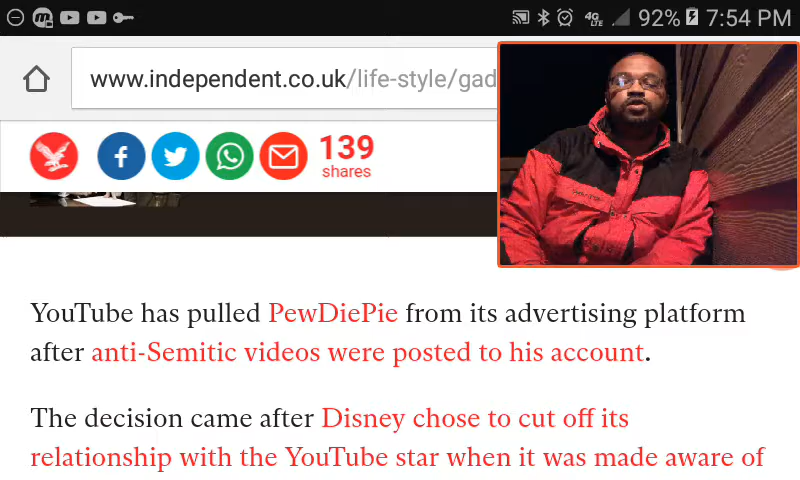 4G LTE 92% 7:54 PM
www.independent.co.uk/life-style/gad
139
shares
YouTube has pulled PewDiePie from its advertising platform
after anti-Semitic videos were posted to his account.
The decision came after Disney chose to cut off its
relationship with the YouTube star when it was made aware of